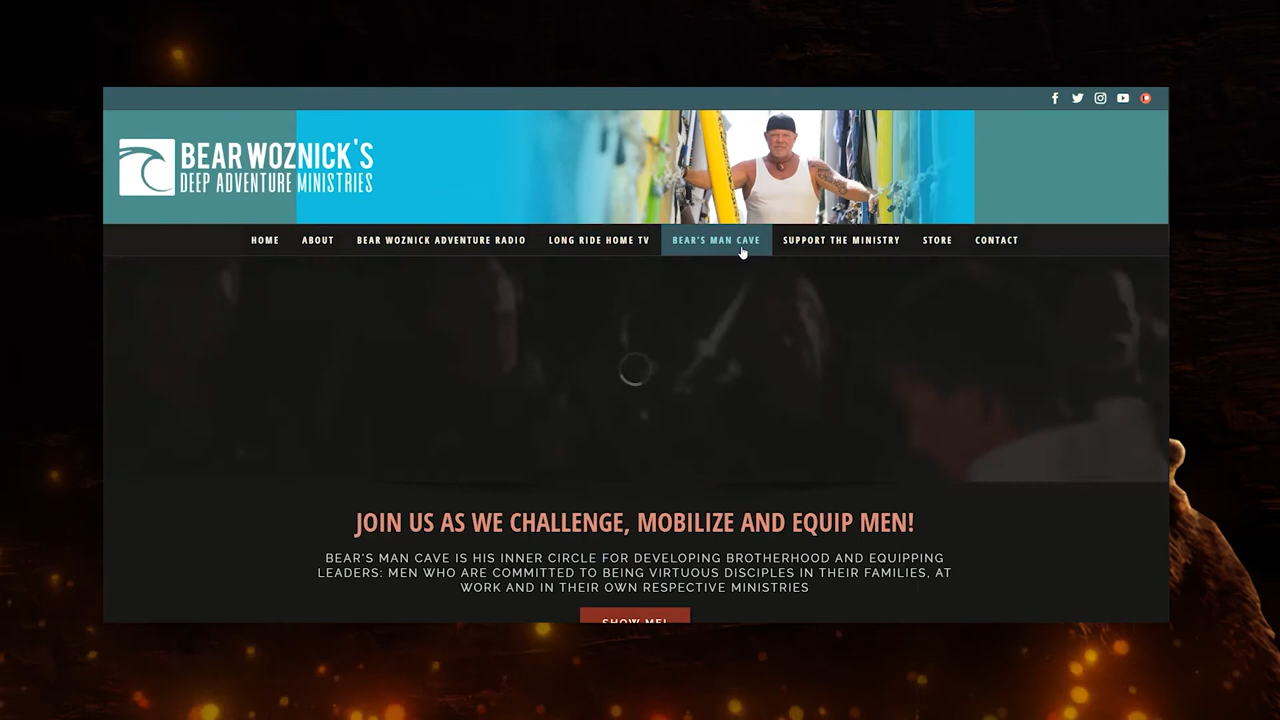 BEAR WOZNICK'S
DEEP ADVENTURE MINISTRIES
HOME ABOUT BEAR WOZNICK ADVENTURE RADIO LONG RIDE HOME TV BEAR'S MAN CAVE SUPPORT THE MINISTRY STORE CONTACT
JOIN US AS WE CHALLENGE, MOBILIZE AND EQUIP MEN!
BEAR'S MAN CAVE IS HIS INNER CIRCLE FOR DEVELOPING BROTHERHOOD AND EQUIPPING
LEADERS: MEN WHO ARE COMMITTED TO BEING VIRTUOUS DISCIPLES IN THEIR FAMILIES, AT
WORK AND IN THEIR OWN RESPECTIVE MINISTRIES
SHOW ME!